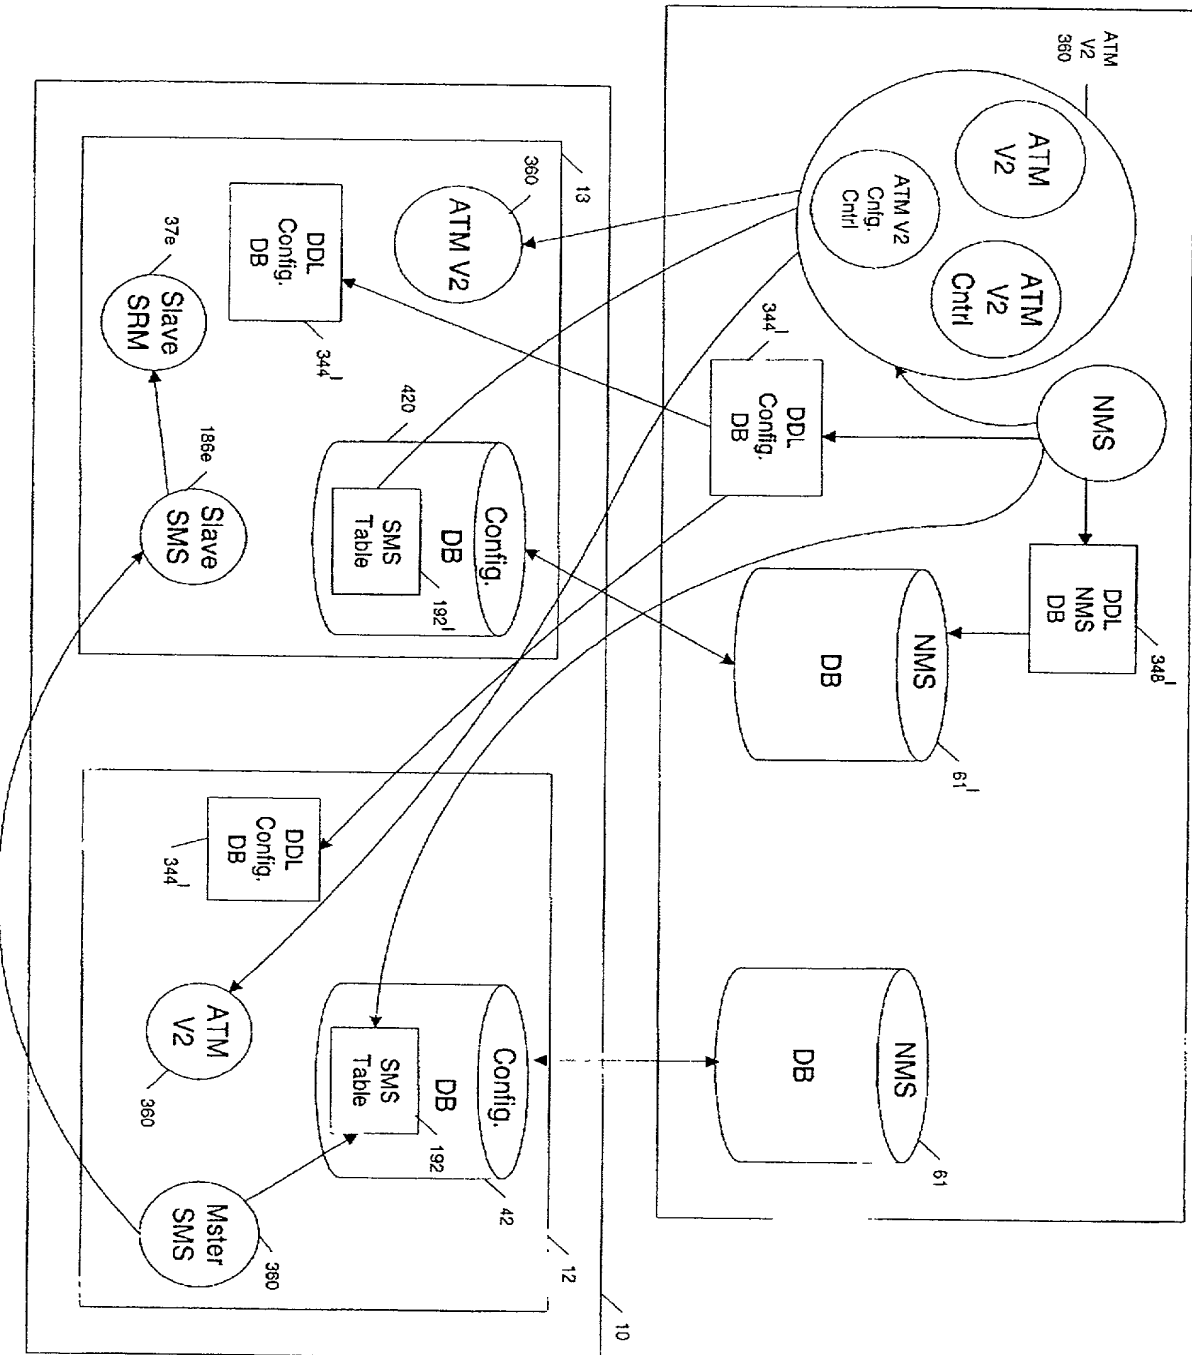 ATM
V2
360
ATM
V2
ATM
V2
Cntrl
ATM V2
Cnfg.
Cntrl
NMS
DDL
NMS
DB
348'
344'
DDL
Config.
DB
NMS
DB
61'
NMS
DB
61
10
13
360
ATM V2
DDL
Config.
DB
344'
37e
Slave
SRM
420
Config.
DB
SMS
Table
192'
186e
Slave
SMS
12
DDL
Config.
DB
344'
ATM
V2
360
Config.
DB
SMS
Table
192
42
Mster
SMS
360